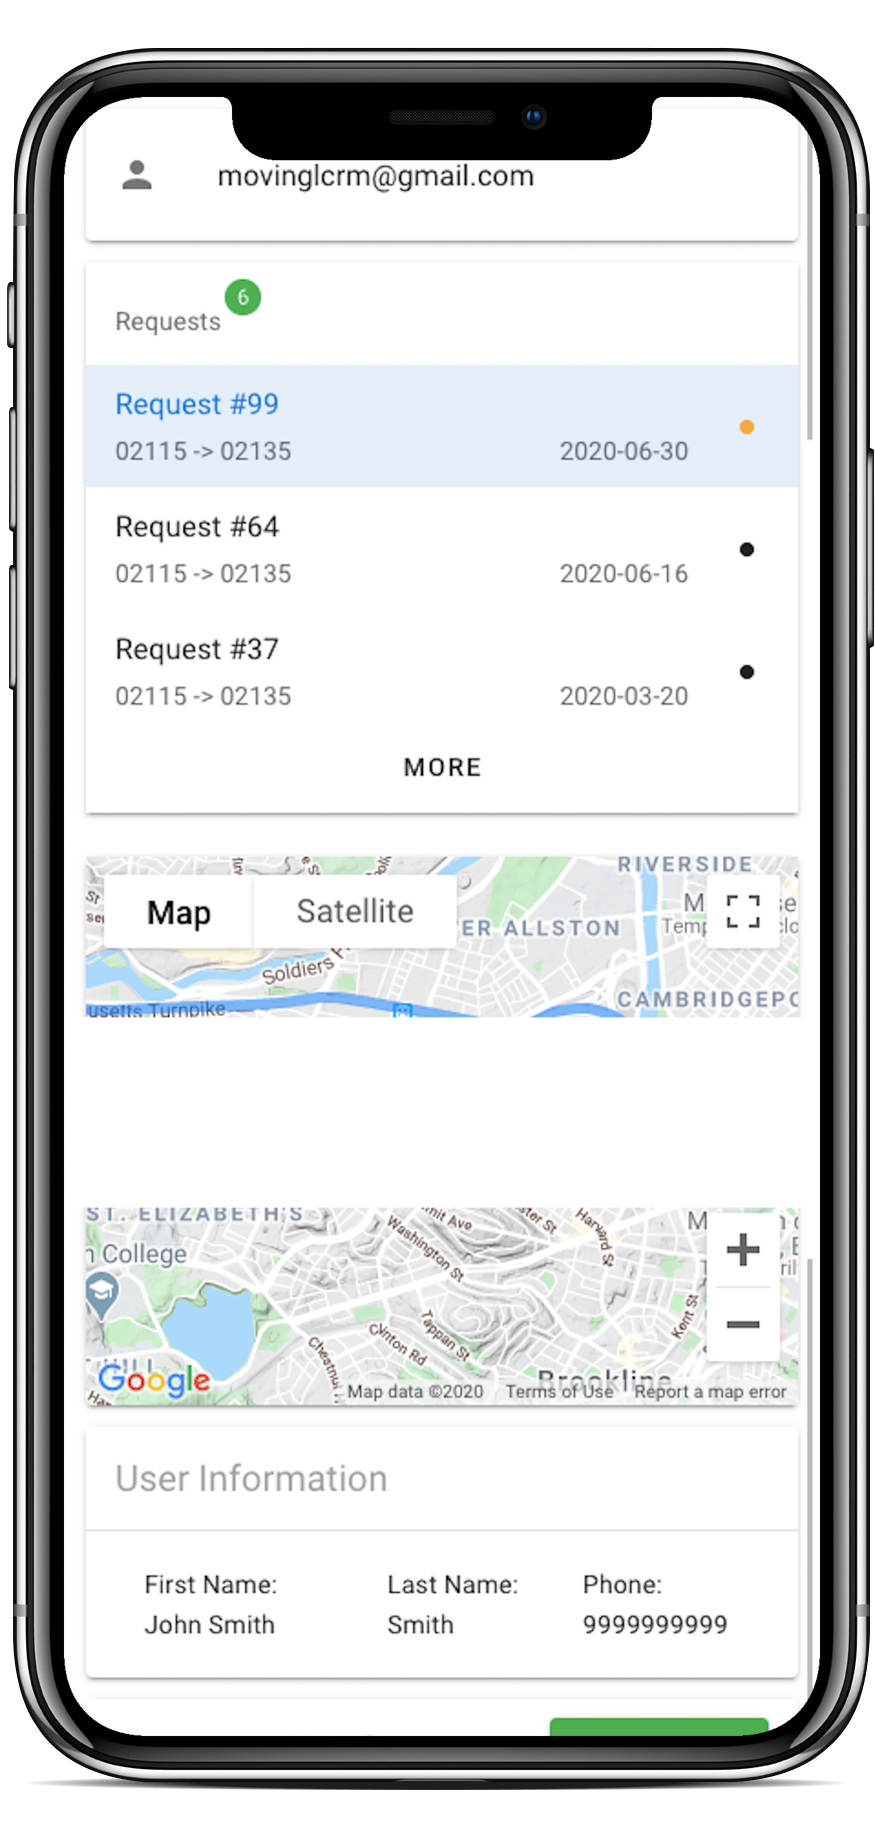 movinglcrm@gmail.com
Requests 6
Request #99
02115 -> 02135 2020-06-30
Request #64
02115 -> 02135 2020-06-16
Request #37
02115 -> 02135 2020-03-20
MORE
RIVERSIDE
St
Map Satellite
ER ALLSTON
Soldiers F
CAMBRIDGEPO
usetts Turnpike
ST. ELIZABETH'S
Washington St
Harvard St
n College
Kent St
Tappan St
Clinton Rd
Chestnut
Google
Brookline
Map data ©2020 Terms of Use Report a map error
User Information
First Name: Last Name: Phone:
John Smith Smith 9999999999